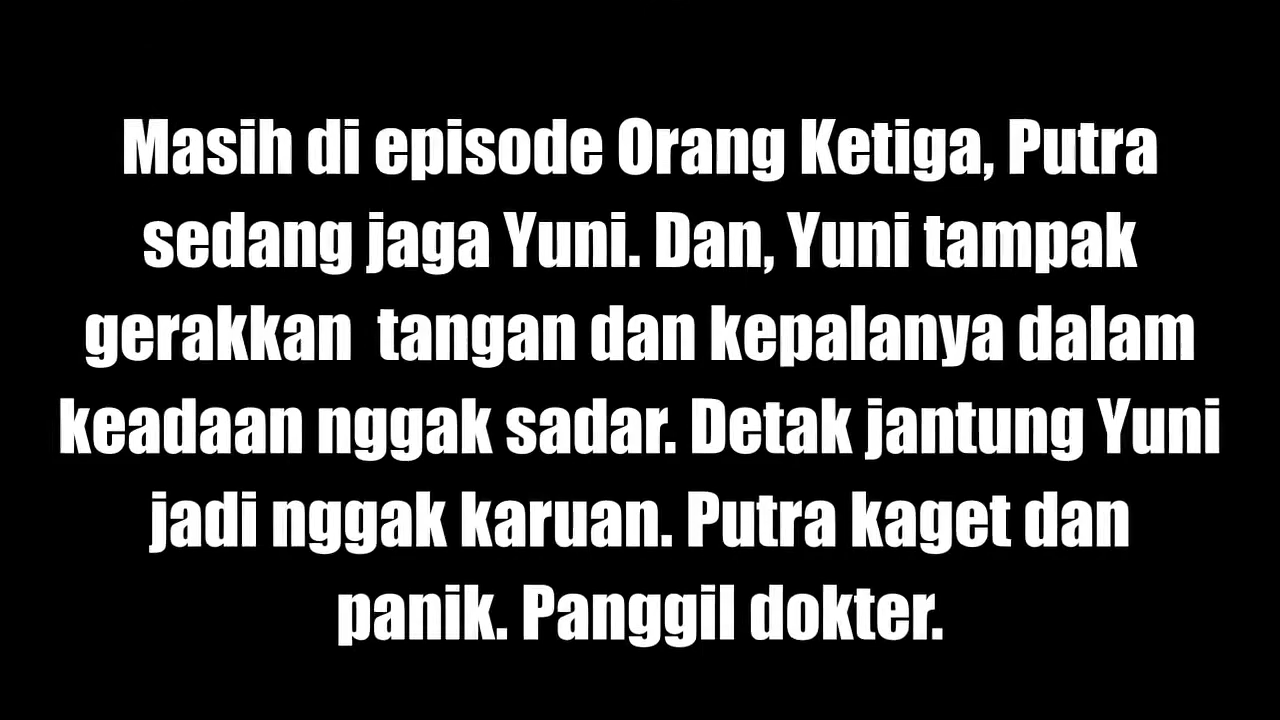 Masih di episode Orang Ketiga, Putra
sedang jaga Yuni. Dan, Yuni tampak
gerakkan  tangan dan kepalanya dalam
keadaan nggak sadar. Detak jantung Yuni
jadi nggak karuan. Putra kaget dan
panik. Panggil dokter.